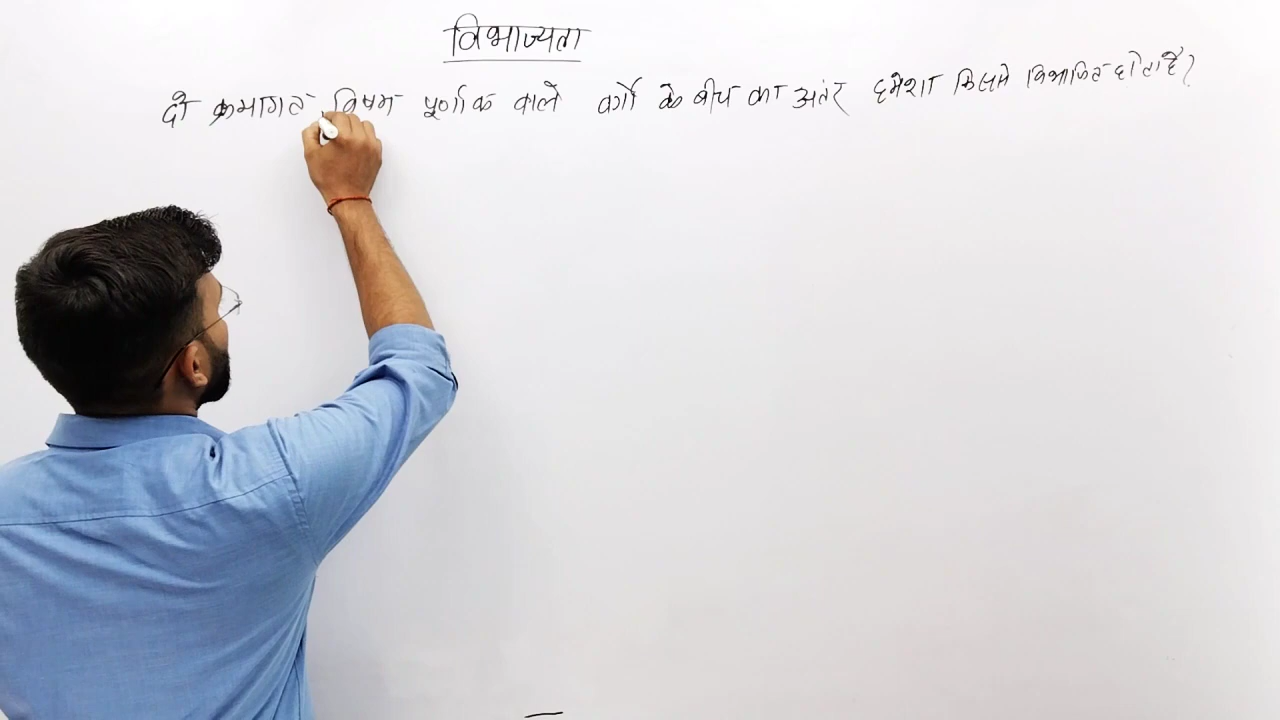 विभाज्यता
दो क्रमागत विषम पूर्णांक वाले वर्गों के बीच का अंतर हमेशा किससे विभाजित होता है?